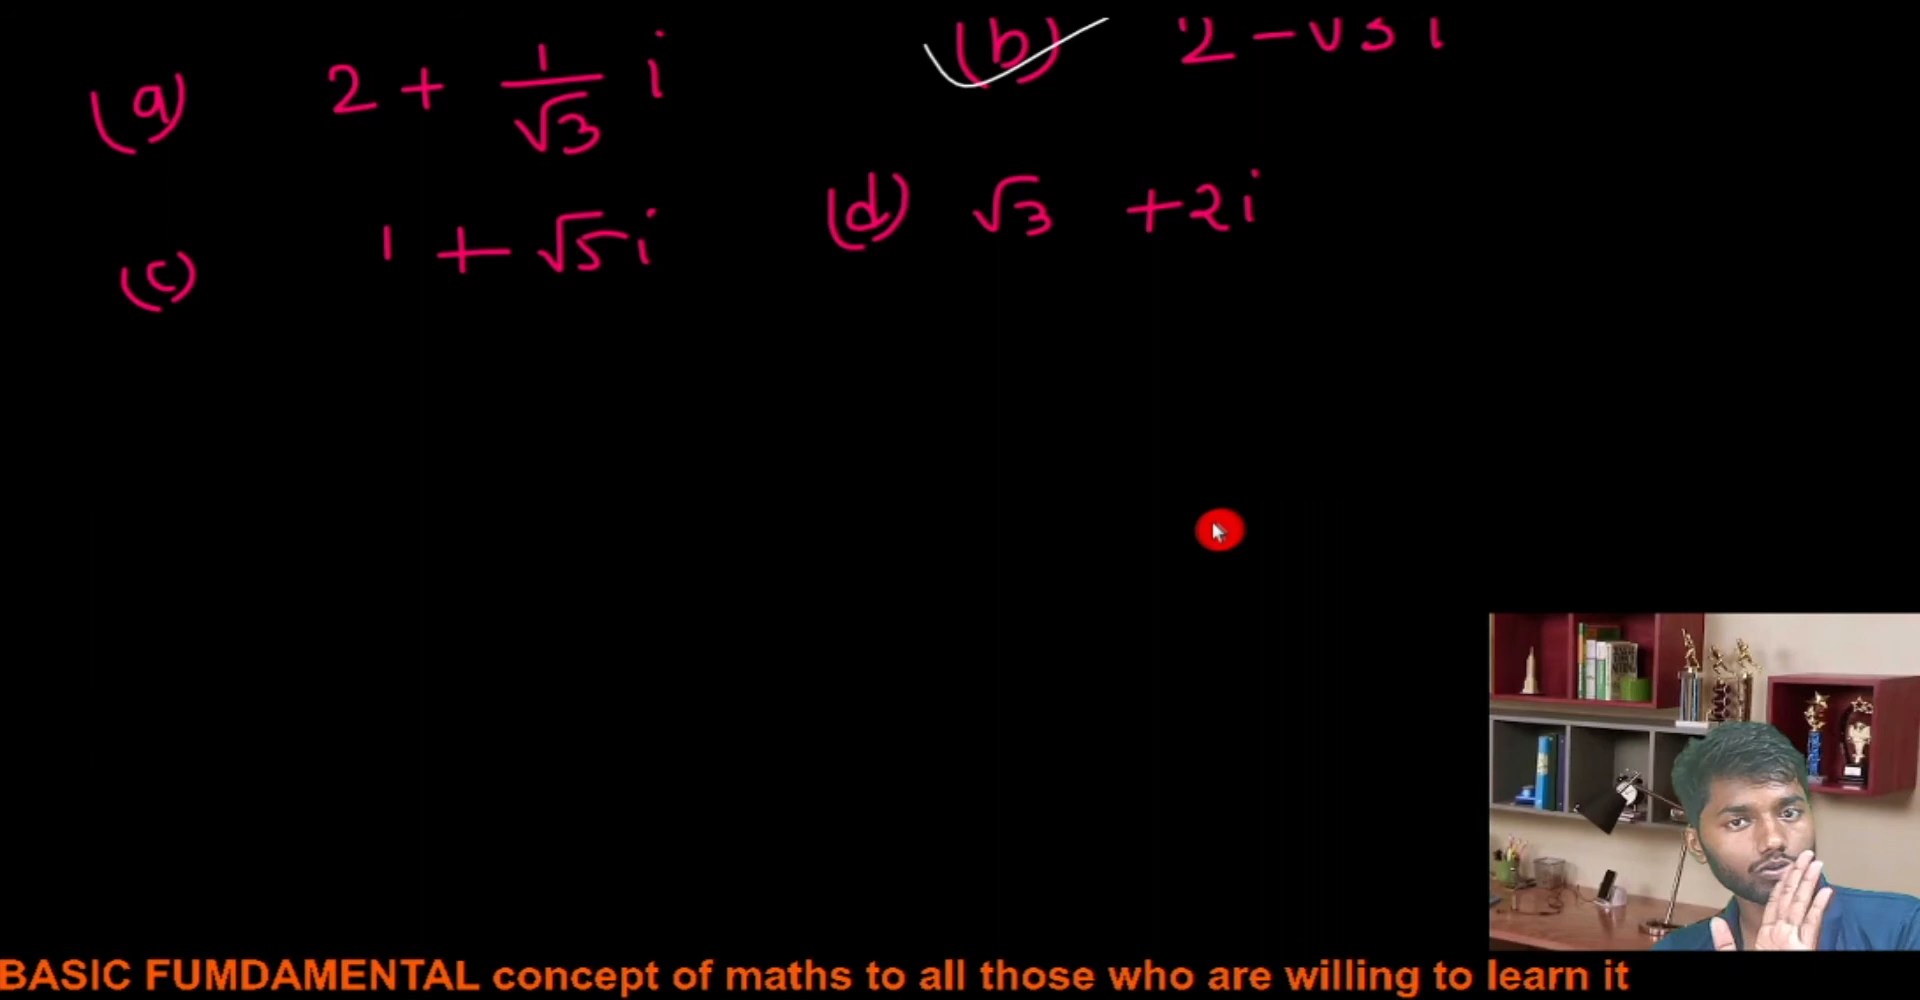 (a) 2 + 1/√3 i (b) 2 - √3 i
(c) 1 + √5 i (d) √3 + 2i
BASIC FUMDAMENTAL concept of maths to all those who are willing to learn it